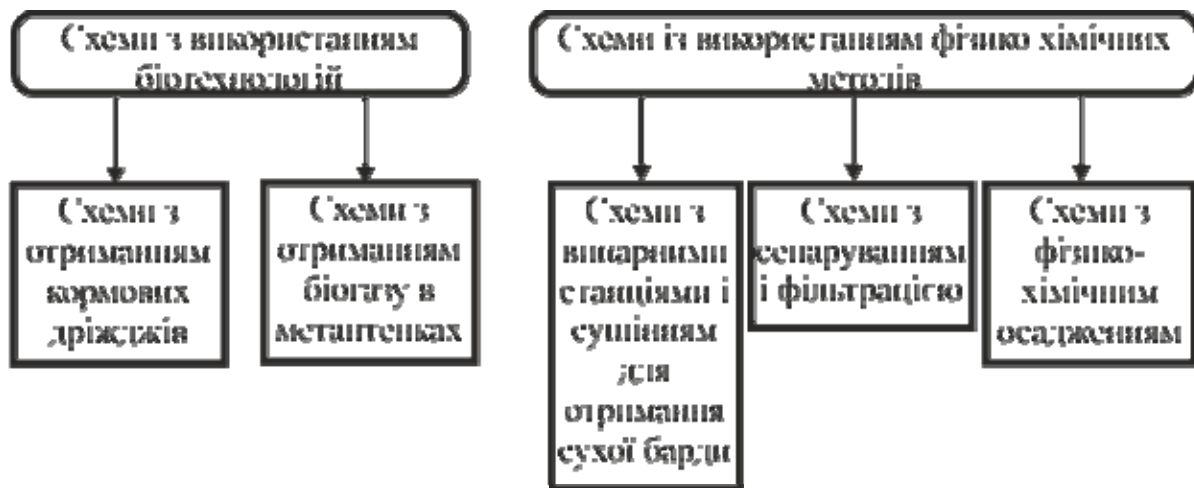 Схеми з використанням
біотехнологій
Схеми із використанням фізико хімічних
методів
Схеми з
отриманням
кормових
дріжджів
Схеми з
отриманням
біогазу в
метантенках
Схеми з
випарними
станціями і
сушінням
для
отримання
сухої барди
Схеми з
сепаруванням
і фільтрацією
Схеми з
фізико-
хімічним
осадженням